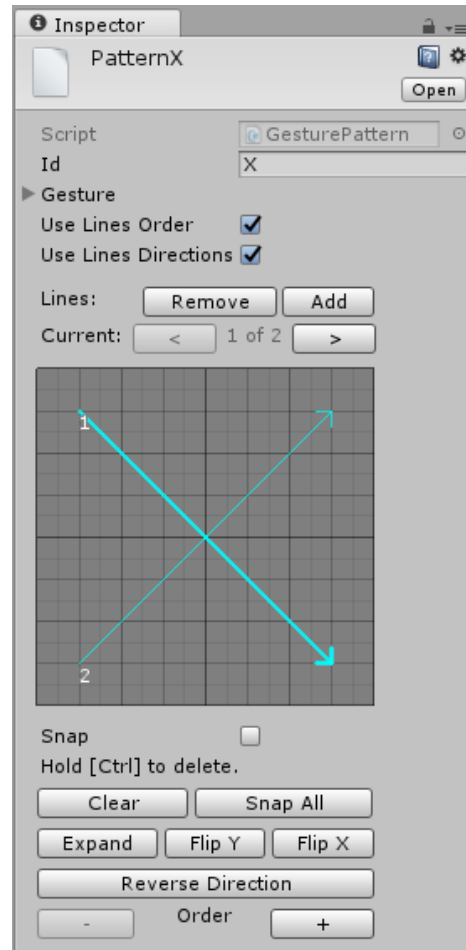 Inspector
PatternX
Open
Script GesturePattern
Id X
Gesture
Use Lines Order
Use Lines Directions
Lines: Remove Add
Current: < 1 of 2 >
1
2
Snap
Hold [Ctrl] to delete.
Clear Snap All
Expand Flip Y Flip X
Reverse Direction
- Order +